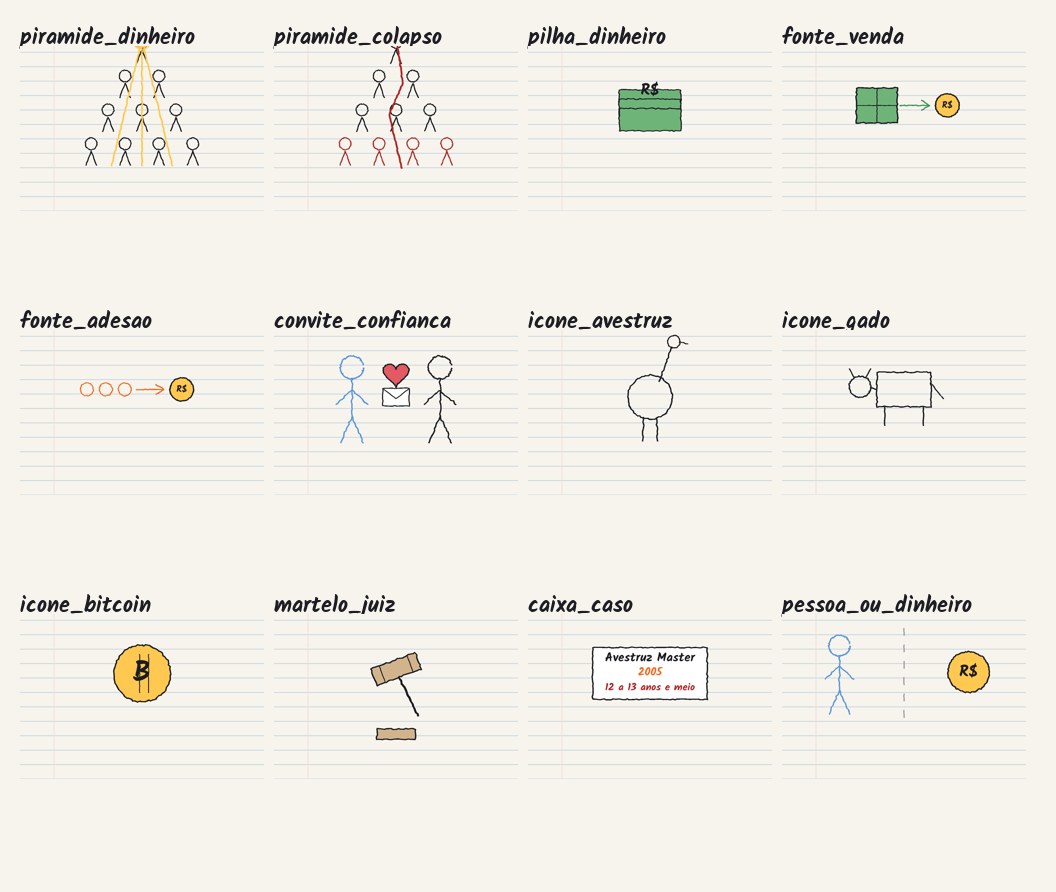 piramide_dinheiro
piramide_colapso
pilha_dinheiro
fonte_venda
R$
R$
fonte_adesao
convite_confianca
icone_avestruz
icone_gado
R$
icone_bitcoin
martelo_juiz
caixa_caso
pessoa_ou_dinheiro
B
Avestruz Master
2005
12 a 13 anos e meio
R$